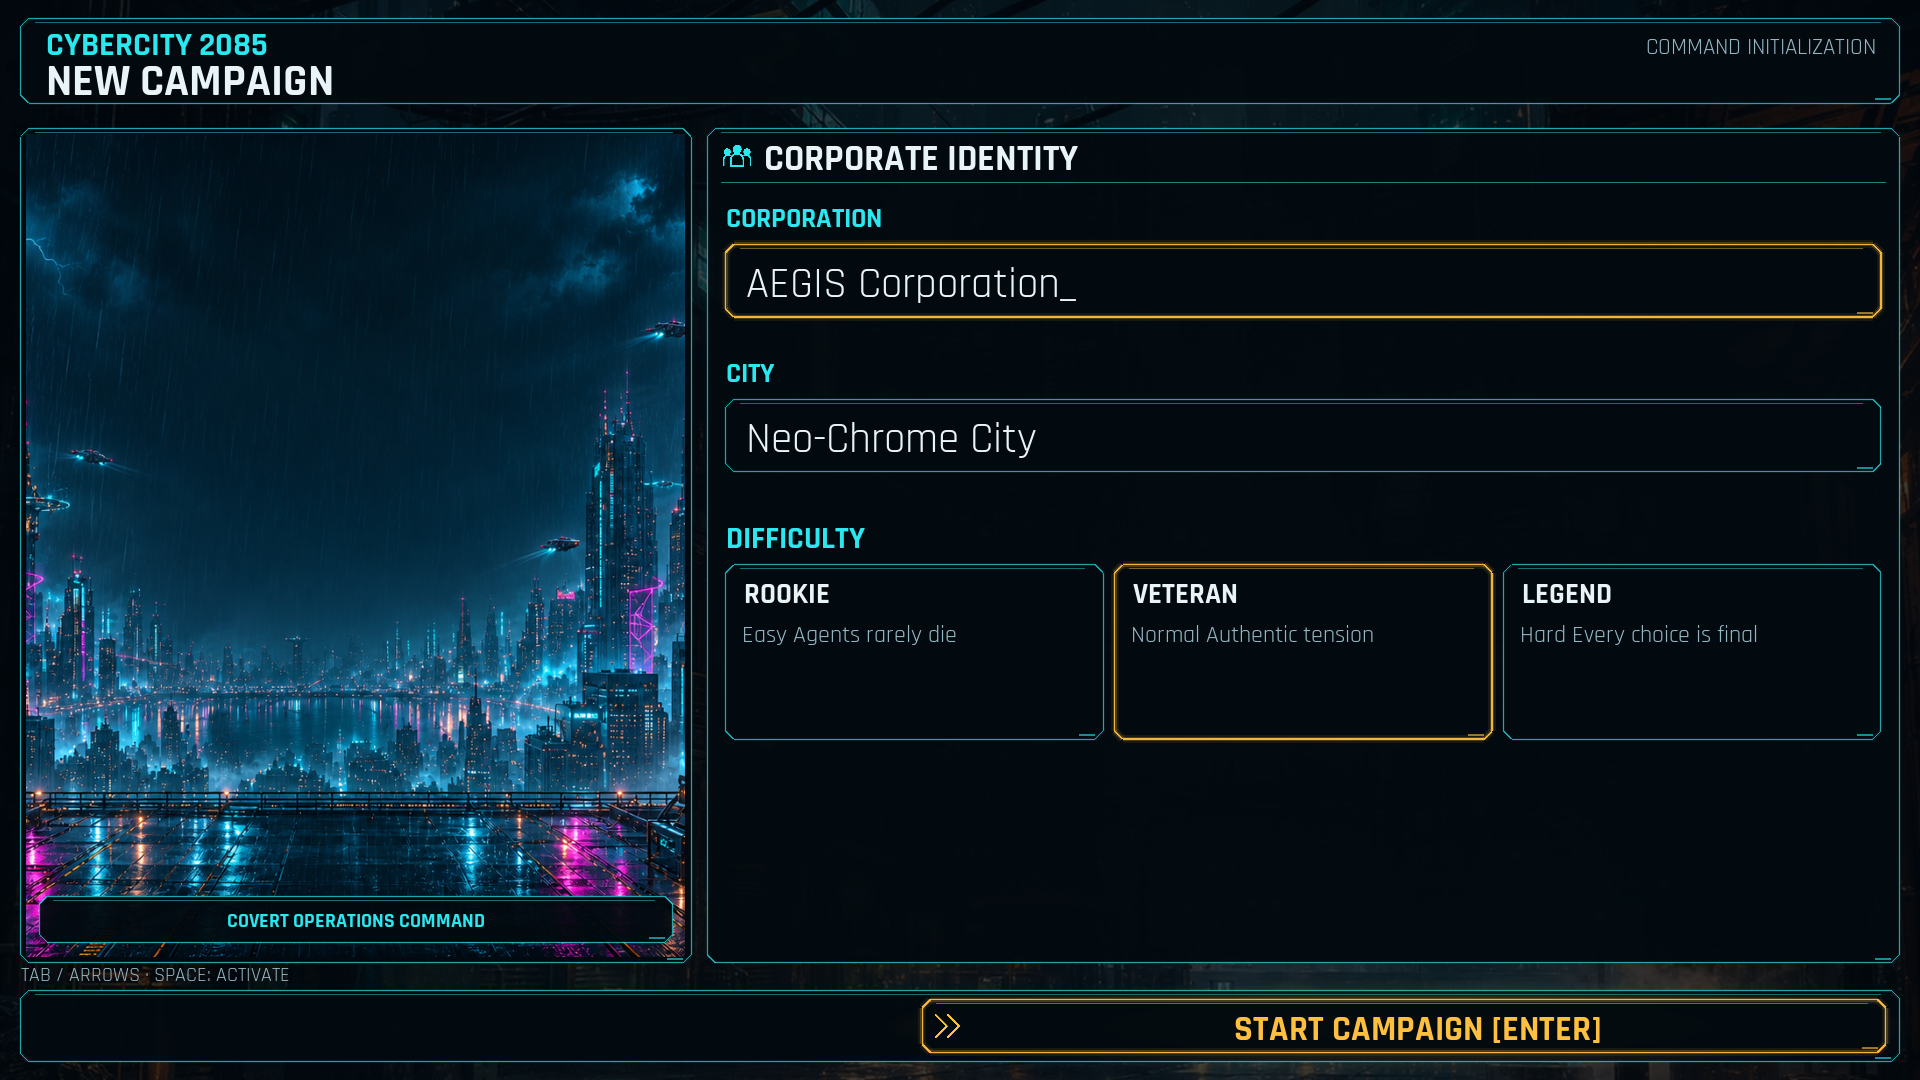 CYBERCITY 2085
NEW CAMPAIGN
COMMAND INITIALIZATION
CORPORATE IDENTITY
CORPORATION
AEGIS Corporation_
CITY
Neo-Chrome City
DIFFICULTY
ROOKIE
Easy Agents rarely die
VETERAN
Normal Authentic tension
LEGEND
Hard Every choice is final
COVERT OPERATIONS COMMAND
TAB / ARROWS · SPACE: ACTIVATE
START CAMPAIGN [ENTER]